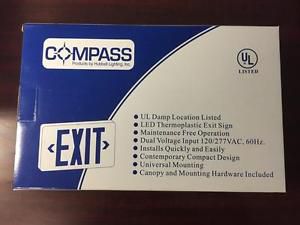 COMPASS
Products by Hubbell Lighting, Inc.
UL
LISTED
UL Damp Location Listed
LED Thermoplastic Exit Sign
Maintenance Free Operation
Dual Voltage Input 120/277VAC, 60Hz.
Installs Quickly and Easily
Contemporary Compact Design
Universal Mounting
Canopy and Mounting Hardware Included
EXIT